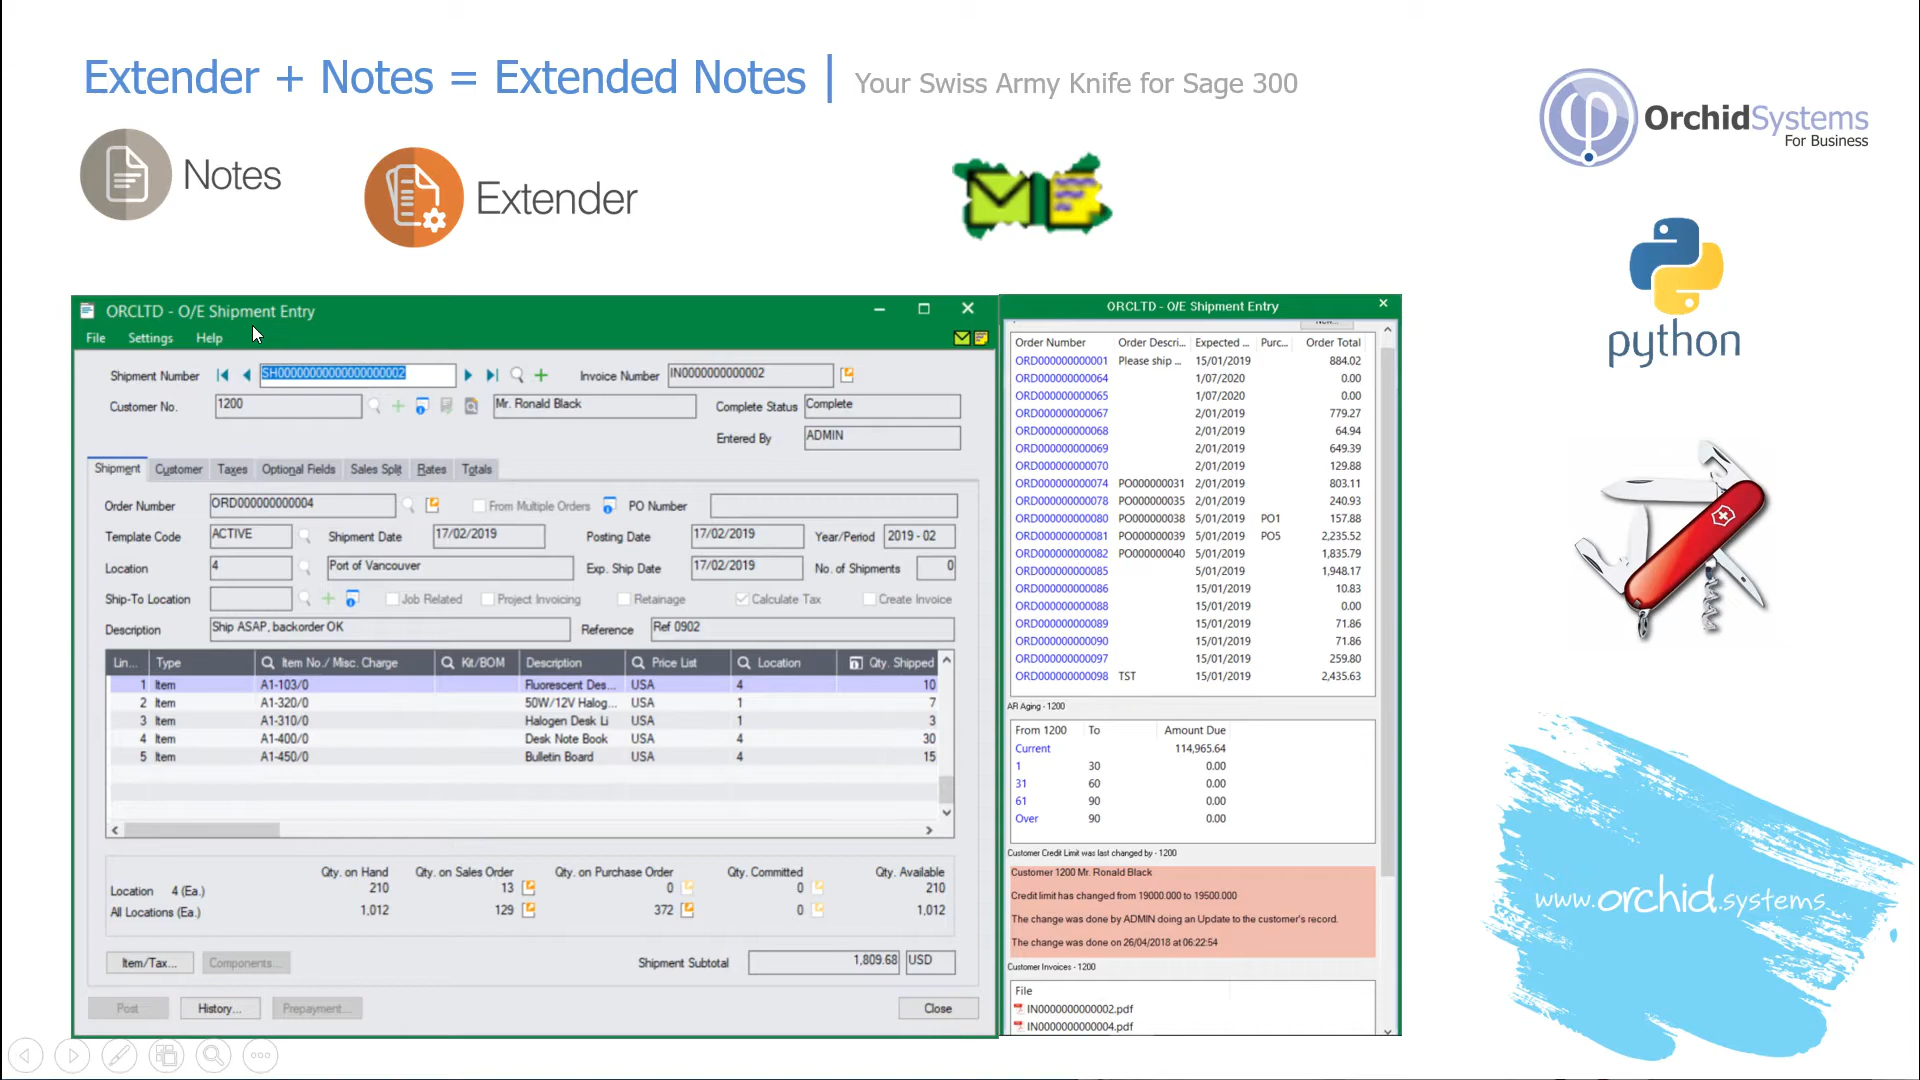 Extender + Notes = Extended Notes | Your Swiss Army Knife for Sage 300
OrchidSystems
For Business
Notes
Extender
python
ORCLTD - O/E Shipment Entry
File Settings Help
Shipment Number SH0000000000000000002 Invoice Number IN0000000000002
Customer No. 1200 Mr. Ronald Black Complete Status Complete
Entered By ADMIN
Shipment Customer Taxes Optional Fields Sales Split Rates Totals
Order Number ORD000000000004 From Multiple Orders PO Number
Template Code ACTIVE Shipment Date 17/02/2019 Posting Date 17/02/2019 Year/Period 2019 - 02
Location 4 Port of Vancouver Exp. Ship Date 17/02/2019 No. of Shipments 0
Ship-To Location Job Related Project Invoicing Retainage Calculate Tax Create Invoice
Description Ship ASAP, backorder OK Reference Ref 0902
Lin... Type Item No./ Misc. Charge Kit/BOM Description Price List Location Qty. Shipped
1 Item A1-103/0 Fluorescent Des... USA 4 10
2 Item A1-320/0 50W/12V Halog... USA 1 7
3 Item A1-310/0 Halogen Desk Li USA 1 3
4 Item A1-400/0 Desk Note Book USA 4 30
5 Item A1-450/0 Bulletin Board USA 4 15
Qty. on Hand Qty. on Sales Order Qty. on Purchase Order Qty. Committed Qty. Available
Location 4 (Ea.) 210 13 0 0 210
All Locations (Ea.) 1,012 129 372 0 1,012
Item/Tax... Components... Shipment Subtotal 1,809.68 USD
Post History... Prepayment... Close
ORCLTD - O/E Shipment Entry
Order Number Order Descri... Expected ... Purc... Order Total
ORD000000000001 Please ship ... 15/01/2019 884.02
ORD000000000064 1/07/2020 0.00
ORD000000000065 1/07/2020 0.00
ORD000000000067 2/01/2019 779.27
ORD000000000068 2/01/2019 64.94
ORD000000000069 2/01/2019 649.39
ORD000000000070 2/01/2019 129.88
ORD000000000074 PO000000031 2/01/2019 803.11
ORD000000000078 PO000000035 2/01/2019 240.93
ORD000000000080 PO000000038 5/01/2019 PO1 157.88
ORD000000000081 PO000000039 5/01/2019 PO5 2,235.52
ORD000000000082 PO000000040 5/01/2019 1,835.79
ORD000000000085 5/01/2019 1,948.17
ORD000000000086 15/01/2019 10.83
ORD000000000088 15/01/2019 0.00
ORD000000000089 15/01/2019 71.86
ORD000000000090 15/01/2019 71.86
ORD000000000097 15/01/2019 259.80
ORD000000000098 TST 15/01/2019 2,435.63
AR Aging - 1200
From 1200 To Amount Due
Current 114,965.64
1 30 0.00
31 60 0.00
61 90 0.00
Over 90 0.00
Customer Credit Limit was last changed by - 1200
Customer 1200 Mr. Ronald Black
Credit limit has changed from 19000.000 to 19500.000
The change was done by ADMIN doing an Update to the customer's record.
The change was done on 26/04/2018 at 06:22:54
Customer Invoices - 1200
File
IN0000000000002.pdf
IN0000000000004.pdf
www.orchid.systems